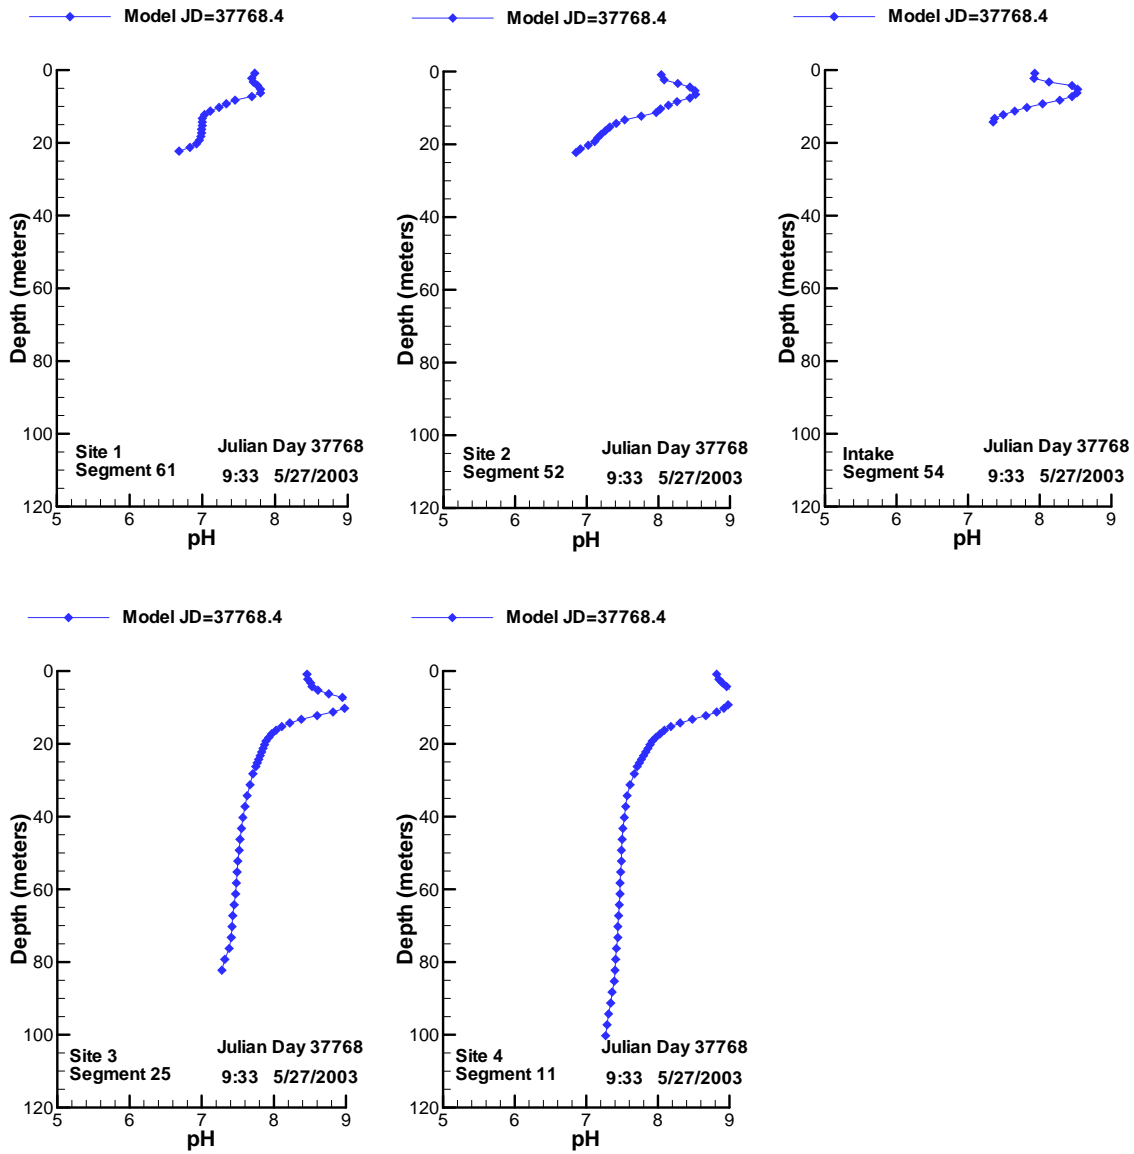 Model JD=37768.4
0
20
40
60
80
100
120
Depth (meters)
Site 1
Segment 61
Julian Day 37768
9:33 5/27/2003
5 6 7 8 9
pH
Model JD=37768.4
0
20
40
60
80
100
120
Depth (meters)
Site 2
Segment 52
Julian Day 37768
9:33 5/27/2003
5 6 7 8 9
pH
Model JD=37768.4
0
20
40
60
80
100
120
Depth (meters)
Intake
Segment 54
Julian Day 37768
9:33 5/27/2003
5 6 7 8 9
pH
Model JD=37768.4
0
20
40
60
80
100
120
Depth (meters)
Site 3
Segment 25
Julian Day 37768
9:33 5/27/2003
5 6 7 8 9
pH
Model JD=37768.4
0
20
40
60
80
100
120
Depth (meters)
Site 4
Segment 11
Julian Day 37768
9:33 5/27/2003
5 6 7 8 9
pH